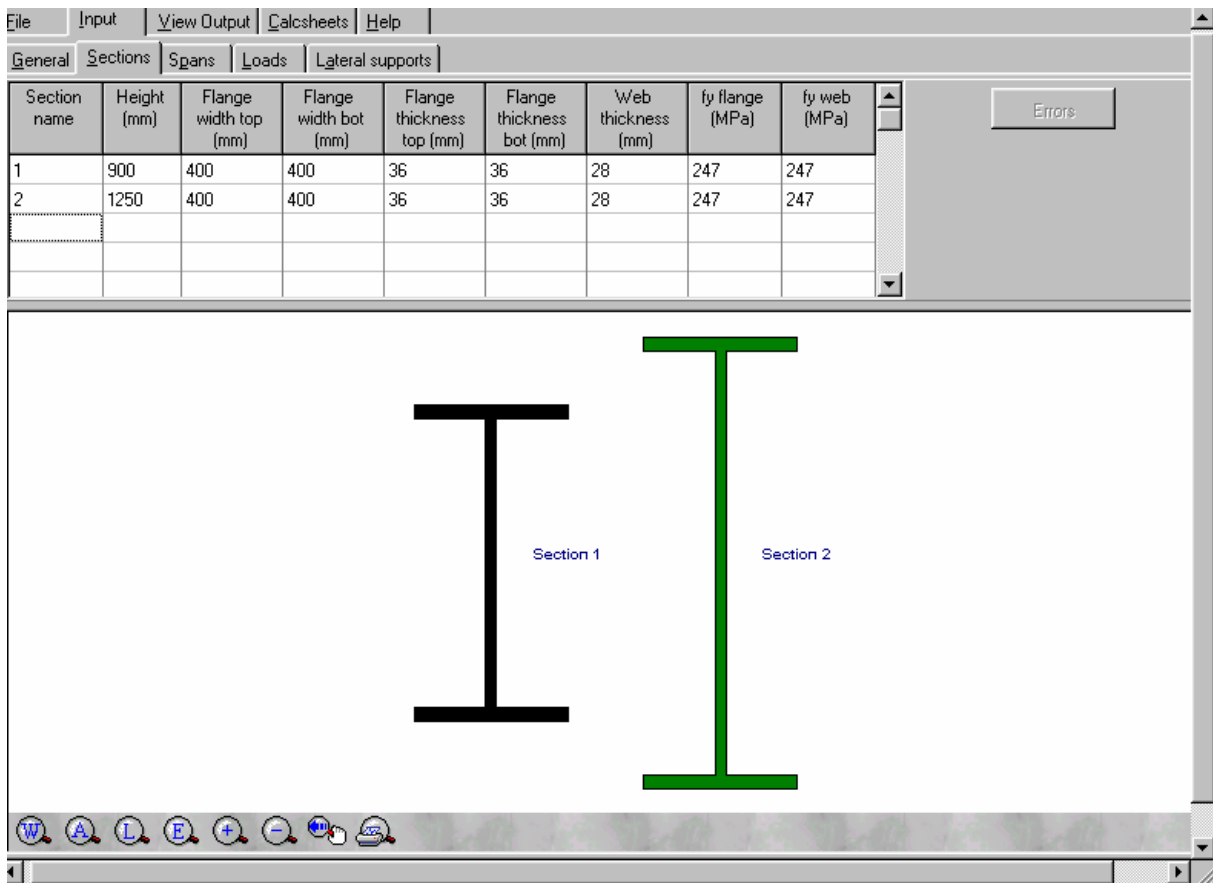 File Input View Output Calcsheets Help
General Sections Spans Loads Lateral supports
Section name Height (mm) Flange width top (mm) Flange width bot (mm) Flange thickness top (mm) Flange thickness bot (mm) Web thickness (mm) fy flange (MPa) fy web (MPa)
Errors
1 900 400 400 36 36 28 247 247
2 1250 400 400 36 36 28 247 247
Section 1 Section 2
W A L E + -